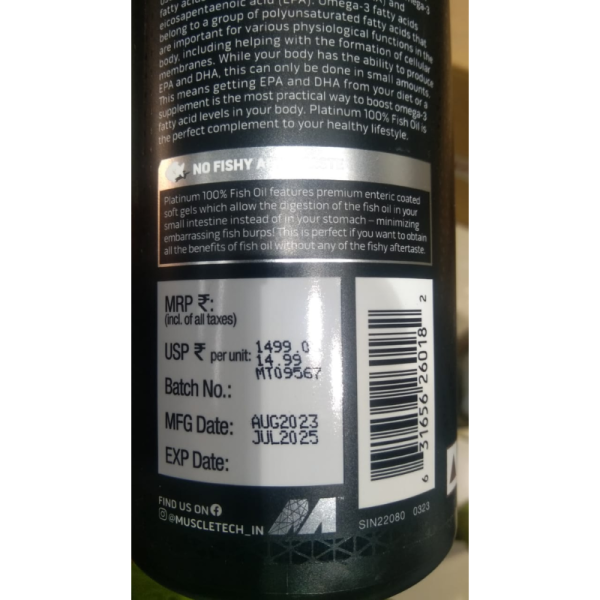 fatty acids
eicosapentaenoic acid (EPA). Omega-3 fatty acids
belong to a group of polyunsaturated fatty acids that
are important for various physiological functions in the
body, including helping with the formation of cellular
membranes. While your body has the ability to produce
EPA and DHA, this can only be done in small amounts.
This means getting EPA and DHA from your diet or a
supplement is the most practical way to boost omega-3
fatty acid levels in your body. Platinum 100% Fish Oil is
the perfect complement to your healthy lifestyle.
NO FISHY
Platinum 100% Fish Oil features premium enteric coated
soft gels which allow the digestion of the fish oil in your
small intestine instead of in your stomach – minimizing
embarrassing fish burps! This is perfect if you want to obtain
all the benefits of fish oil without any of the fishy aftertaste.
MRP ₹:
(incl. of all taxes)
1499.0
USP ₹ per unit: 14.99
Batch No.: MT09567
MFG Date: AUG2023
EXP Date: JUL2025
6 31656 26018 2
FIND US ON
@MUSCLETECH_IN
SIN22080 0323